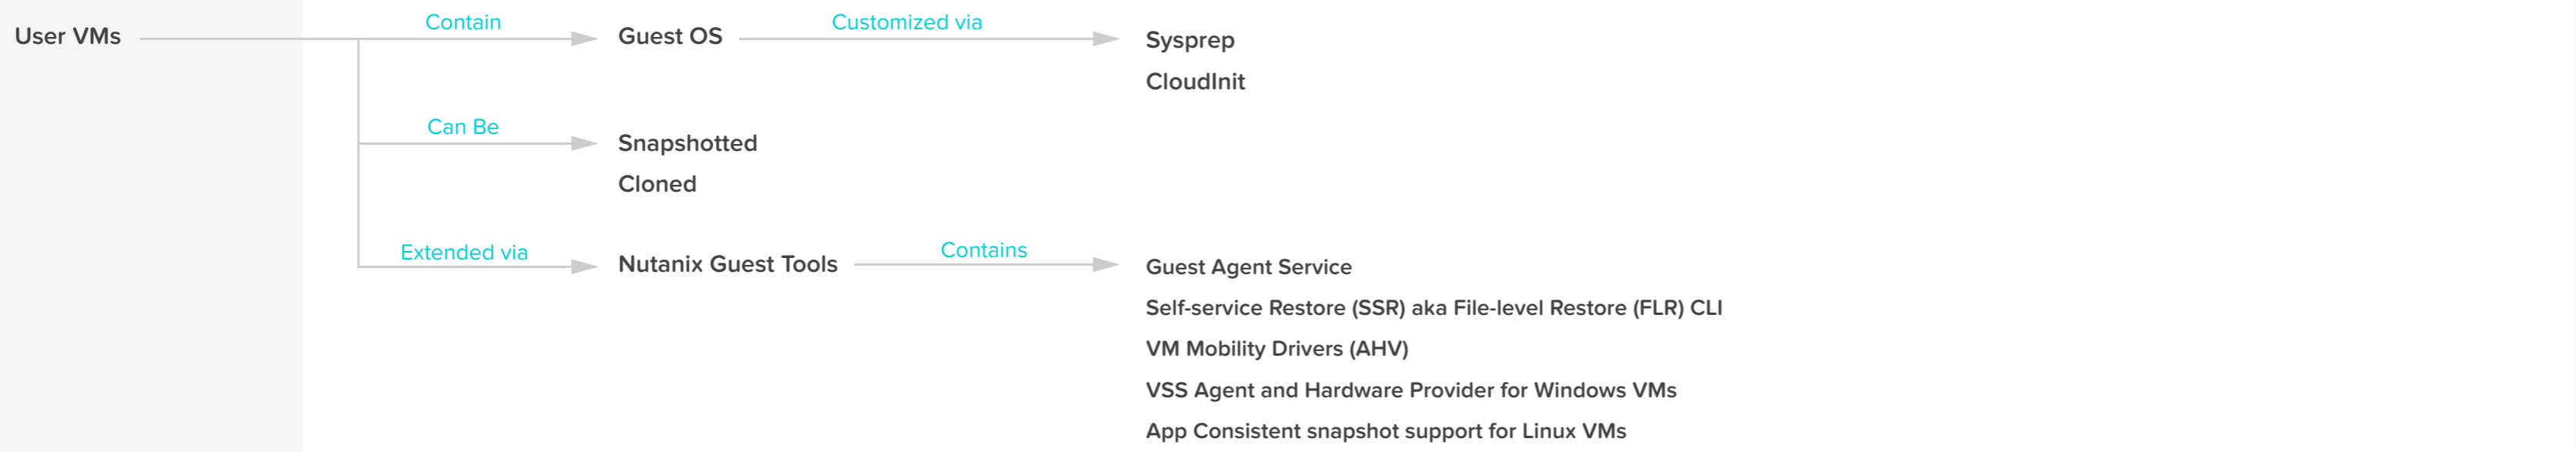 User VMs
Contain
Guest OS
Customized via
Sysprep
CloudInit
Can Be
Snapshotted
Cloned
Extended via
Nutanix Guest Tools
Contains
Guest Agent Service
Self-service Restore (SSR) aka File-level Restore (FLR) CLI
VM Mobility Drivers (AHV)
VSS Agent and Hardware Provider for Windows VMs
App Consistent snapshot support for Linux VMs